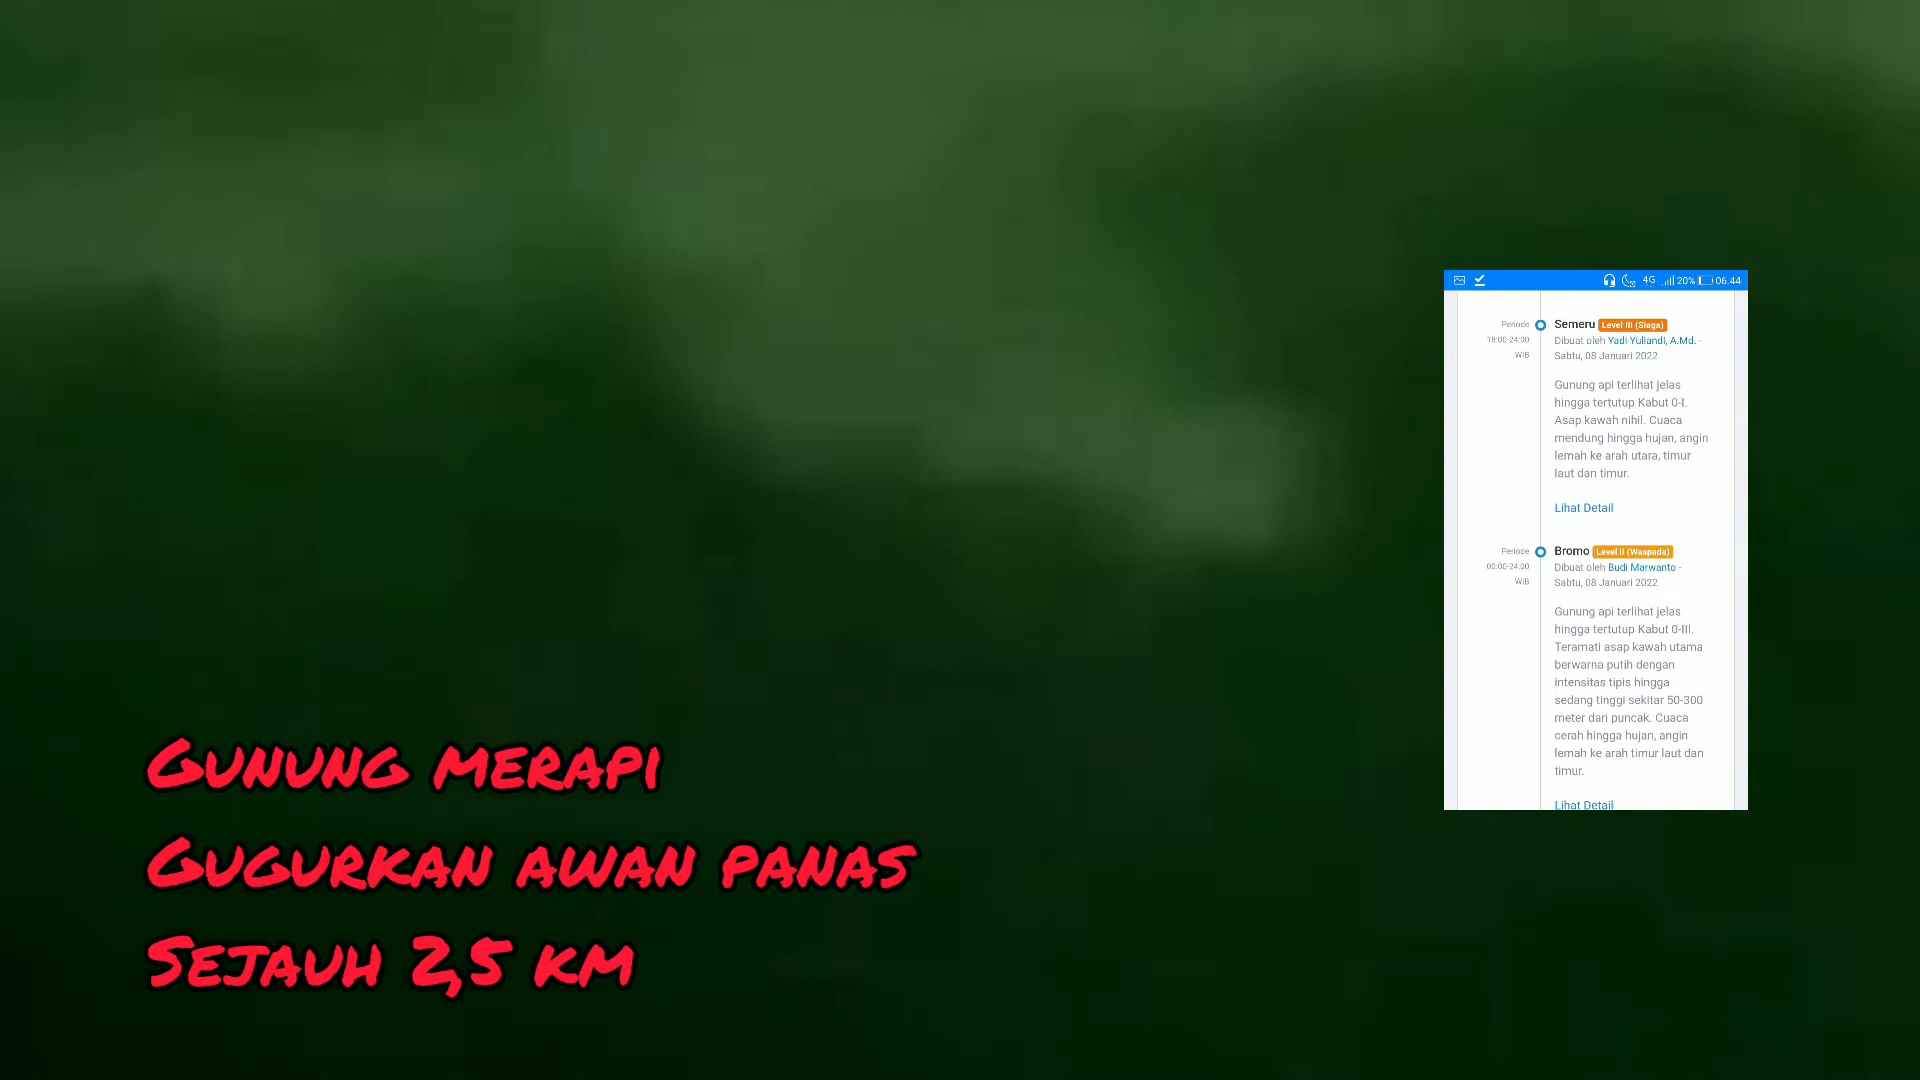 Gunung merapi
Gugurkan awan panas
Sejauh 2,5 km
4G 20% 06.44
Periode
18:00-24:00
WIB
Semeru Level III (Siaga)
Dibuat oleh Yadi Yuliandi, A.Md. -
Sabtu, 08 Januari 2022
Gunung api terlihat jelas
hingga tertutup Kabut 0-I.
Asap kawah nihil. Cuaca
mendung hingga hujan, angin
lemah ke arah utara, timur
laut dan timur.
Lihat Detail
Periode
00:00-24:00
WIB
Bromo Level II (Waspada)
Dibuat oleh Budi Marwanto -
Sabtu, 08 Januari 2022
Gunung api terlihat jelas
hingga tertutup Kabut 0-III.
Teramati asap kawah utama
berwarna putih dengan
intensitas tipis hingga
sedang tinggi sekitar 50-300
meter dari puncak. Cuaca
cerah hingga hujan, angin
lemah ke arah timur laut dan
timur.
Lihat Detail